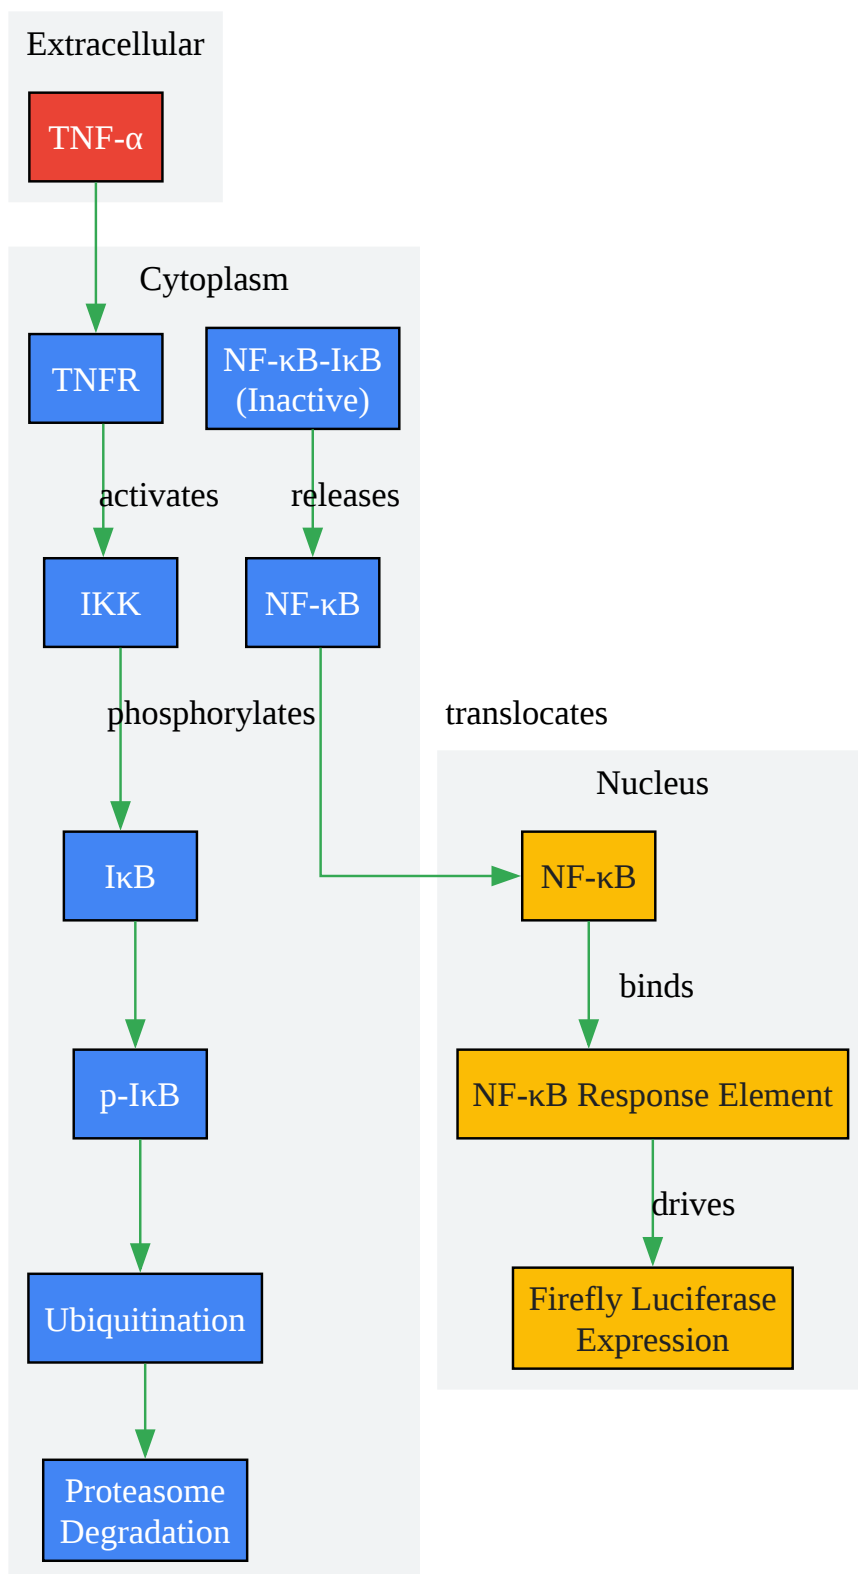 Extracellular
TNF-α
Cytoplasm
TNFR
NF-κB-IκB
(Inactive)
activates
releases
IKK
NF-κB
phosphorylates
translocates
Nucleus
IκB
NF-κB
binds
p-IκB
NF-κB Response Element
drives
Ubiquitination
Firefly Luciferase
Expression
Proteasome
Degradation